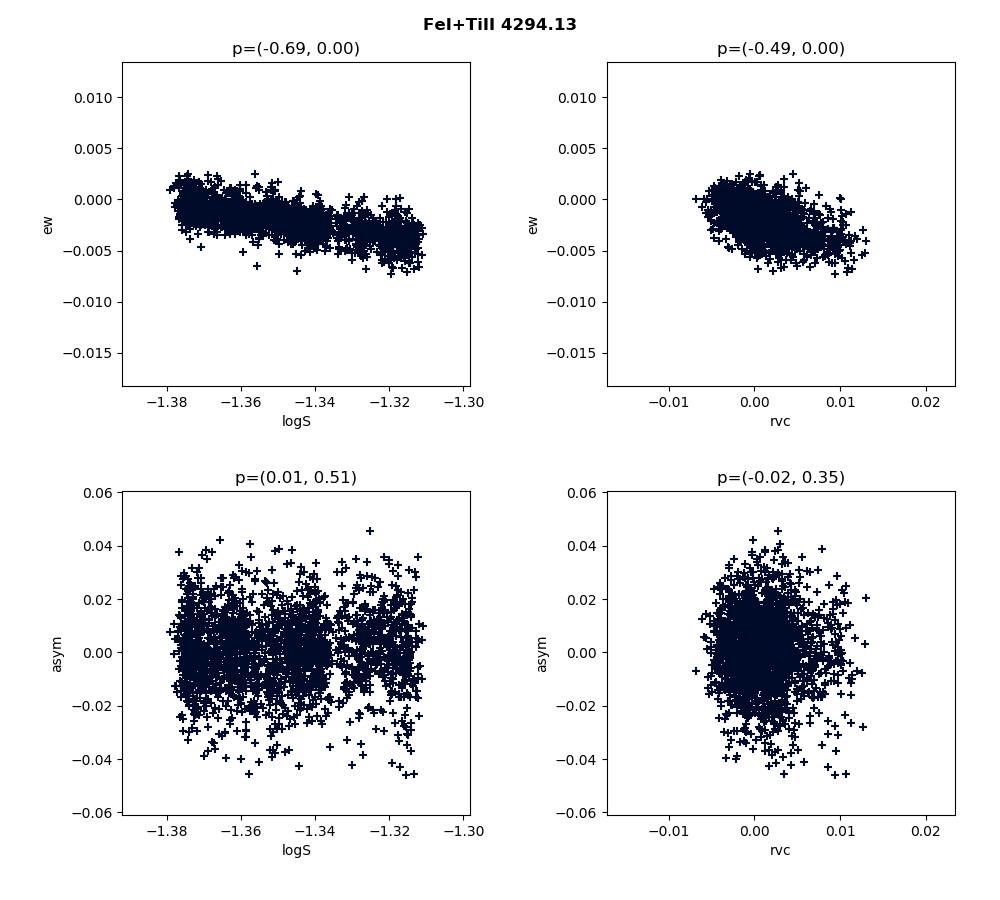 FeI+TiII 4294.13
p=(-0.69, 0.00)
0.010
0.005
0.000
−0.005
−0.010
−0.015
ew
−1.38 −1.36 −1.34 −1.32 −1.30
logS
p=(-0.49, 0.00)
0.010
0.005
0.000
−0.005
−0.010
−0.015
ew
−0.01 0.00 0.01 0.02
rvc
p=(0.01, 0.51)
0.06
0.04
0.02
0.00
−0.02
−0.04
−0.06
asym
−1.38 −1.36 −1.34 −1.32 −1.30
logS
p=(-0.02, 0.35)
0.06
0.04
0.02
0.00
−0.02
−0.04
−0.06
asym
−0.01 0.00 0.01 0.02
rvc